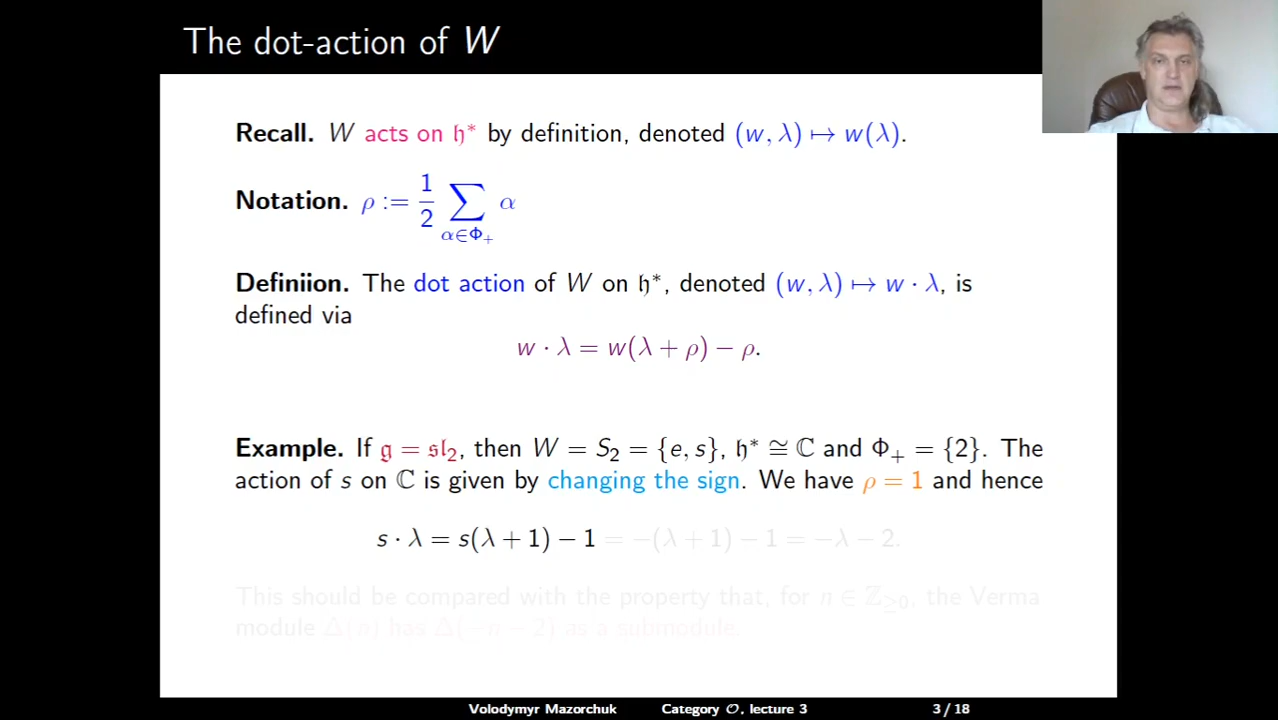 The dot-action of W
Recall. W acts on 𝔥* by definition, denoted (w, λ) ↦ w(λ).
Notation. ρ := 1/2 ∑_{α∈Φ₊} α
Definiion. The dot action of W on 𝔥*, denoted (w, λ) ↦ w · λ, is
defined via
w · λ = w(λ + ρ) − ρ.
Example. If 𝔤 = 𝔰𝔩₂, then W = S₂ = {e, s}, 𝔥* ≅ ℂ and Φ₊ = {2}. The
action of s on ℂ is given by changing the sign. We have ρ = 1 and hence
s · λ = s(λ + 1) − 1 = −(λ + 1) − 1 = −λ − 2.
This should be compared with the property that, for n ∈ ℤ≥0, the Verma
module Δ(n) has Δ(−n − 2) as a submodule.
Volodymyr Mazorchuk Category 𝒪, lecture 3 3 / 18